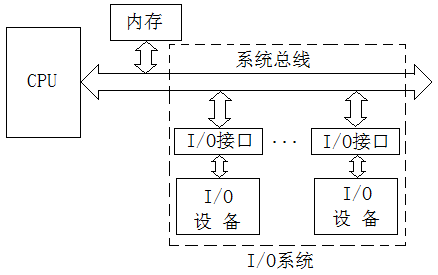 内存
CPU
系统总线
I/O接口
...
I/O接口
I/O
设 备
I/O
设 备
I/O系统